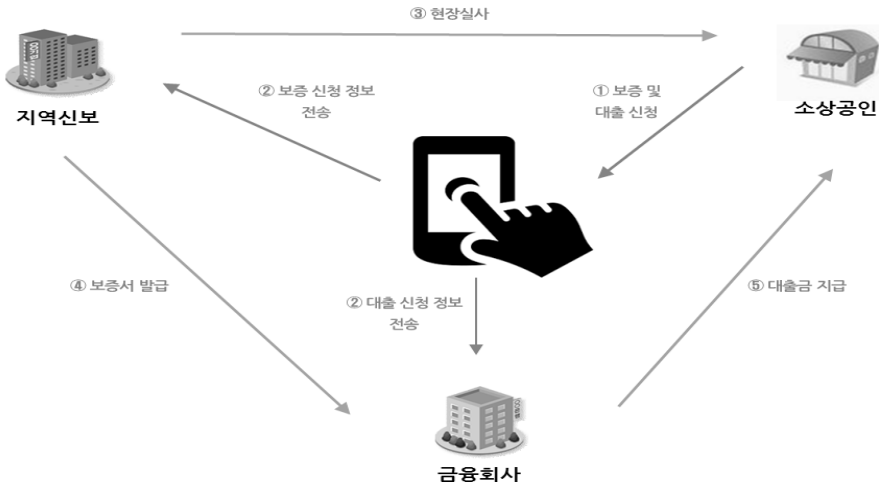 ③ 현장실사
② 보증 신청 정보
전송
① 보증 및
대출 신청
지역신보
소상공인
④ 보증서 발급
② 대출 신청 정보
전송
⑤ 대출금 지급
금융회사